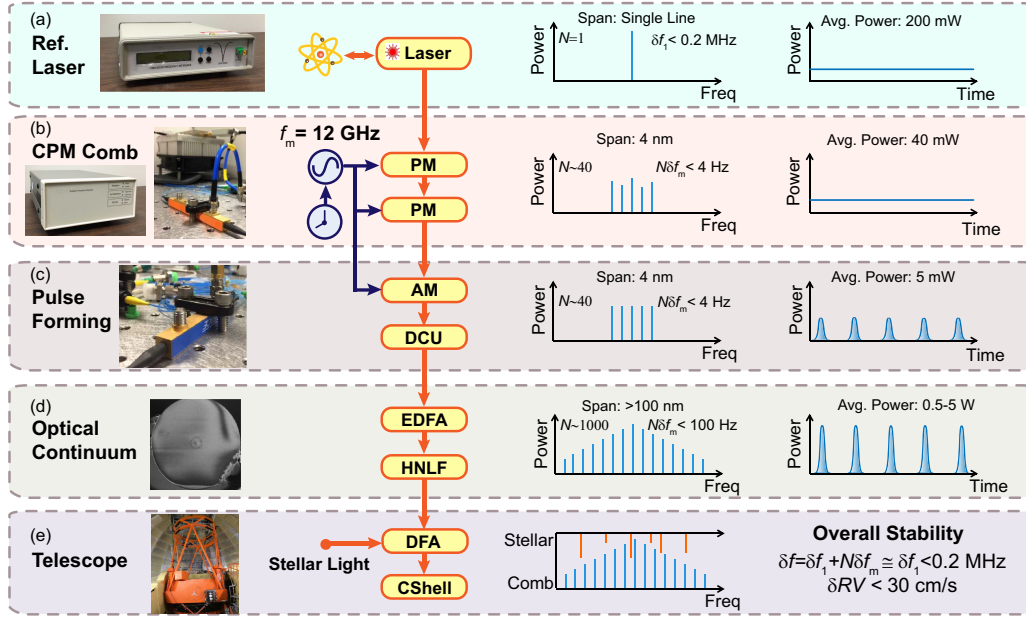 (a)
Ref.
Laser
Laser
Span: Single Line
N=1
δf₁< 0.2 MHz
Power
Freq
Avg. Power: 200 mW
Power
Time
(b)
CPM Comb
fₘ = 12 GHz
PM
PM
Span: 4 nm
N~40
Nδfₘ< 4 Hz
Power
Freq
Avg. Power: 40 mW
Power
Time
(c)
Pulse
Forming
AM
DCU
Span: 4 nm
N~40
Nδfₘ< 4 Hz
Power
Freq
Avg. Power: 5 mW
Power
Time
(d)
Optical
Continuum
EDFA
HNLF
Span: >100 nm
N~1000
Nδfₘ< 100 Hz
Power
Freq
Avg. Power: 0.5-5 W
Power
Time
(e)
Telescope
Stellar Light
DFA
CShell
Stellar
Comb
Freq
Overall Stability
δf=δf₁+Nδfₘ≅ δf₁<0.2 MHz
δRV < 30 cm/s